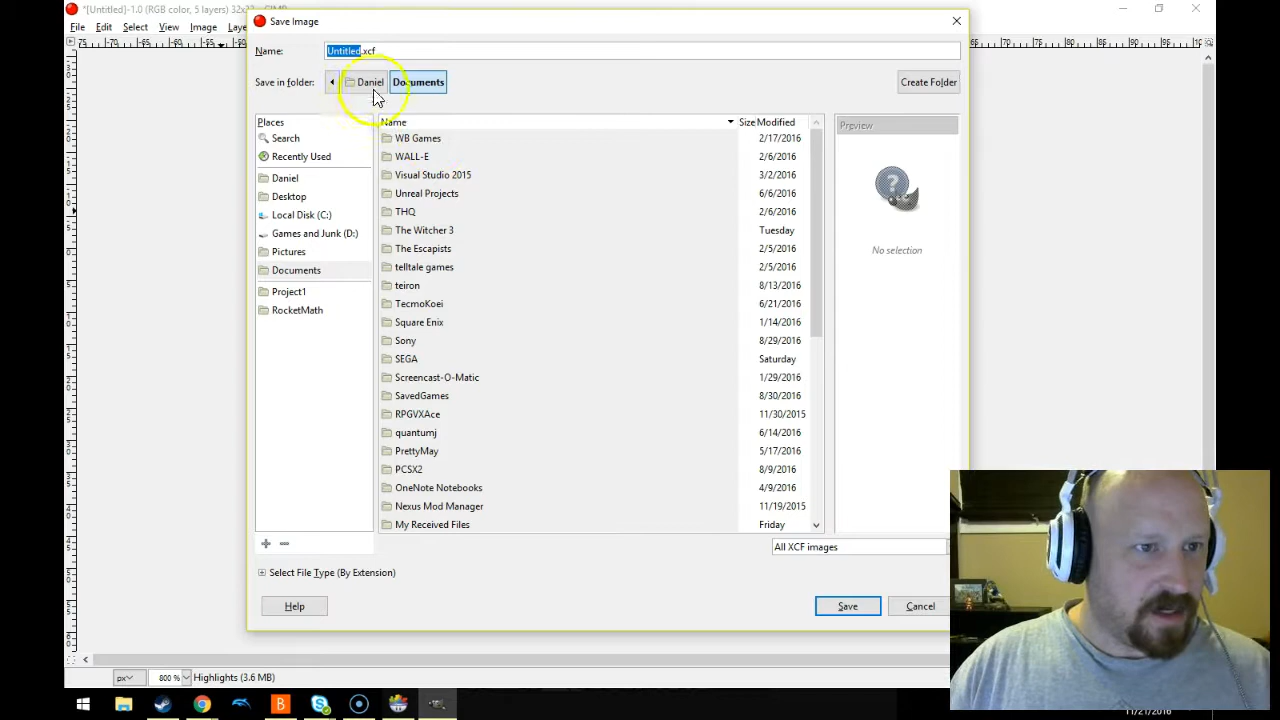 *[Untitled]-1.0 (RGB color, 5 layers) 32x32 – GIMP
File Edit Select View Image
Save Image
Name: Untitled.xcf
Save in folder: Daniel Documents Create Folder
Places Name Size Modified Preview
Search WB Games 2/17/2016
Recently Used WALL-E 2/6/2016
Visual Studio 2015 3/2/2016
Daniel Unreal Projects 6/6/2016
Desktop THQ 2/6/2016
Local Disk (C:) The Witcher 3 Tuesday
Games and Junk (D:) The Escapists 2/5/2016
Pictures telltale games 2/5/2016
No selection
Documents teiron 8/13/2016
Project1 TecmoKoei 6/21/2016
RocketMath Square Enix 1/14/2016
Sony 8/29/2016
SEGA Saturday
Screencast-O-Matic 1/29/2016
SavedGames 8/30/2016
RPGVXAce 11/30/2015
quantumj 6/14/2016
PrettyMay 5/17/2016
PCSX2 8/9/2016
OneNote Notebooks 4/9/2016
Nexus Mod Manager 11/19/2015
My Received Files Friday
All XCF images
Select File Type (By Extension)
Help Save Cancel
px 800 % Highlights (3.6 MB)
11/21/2016